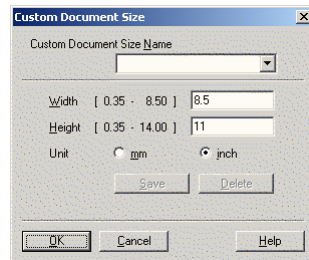 Custom Document Size
Custom Document Size Name
Width [ 0.35 - 8.50 ] 8.5
Height [ 0.35 - 14.00 ] 11
Unit mm inch
Save Delete
OK Cancel Help